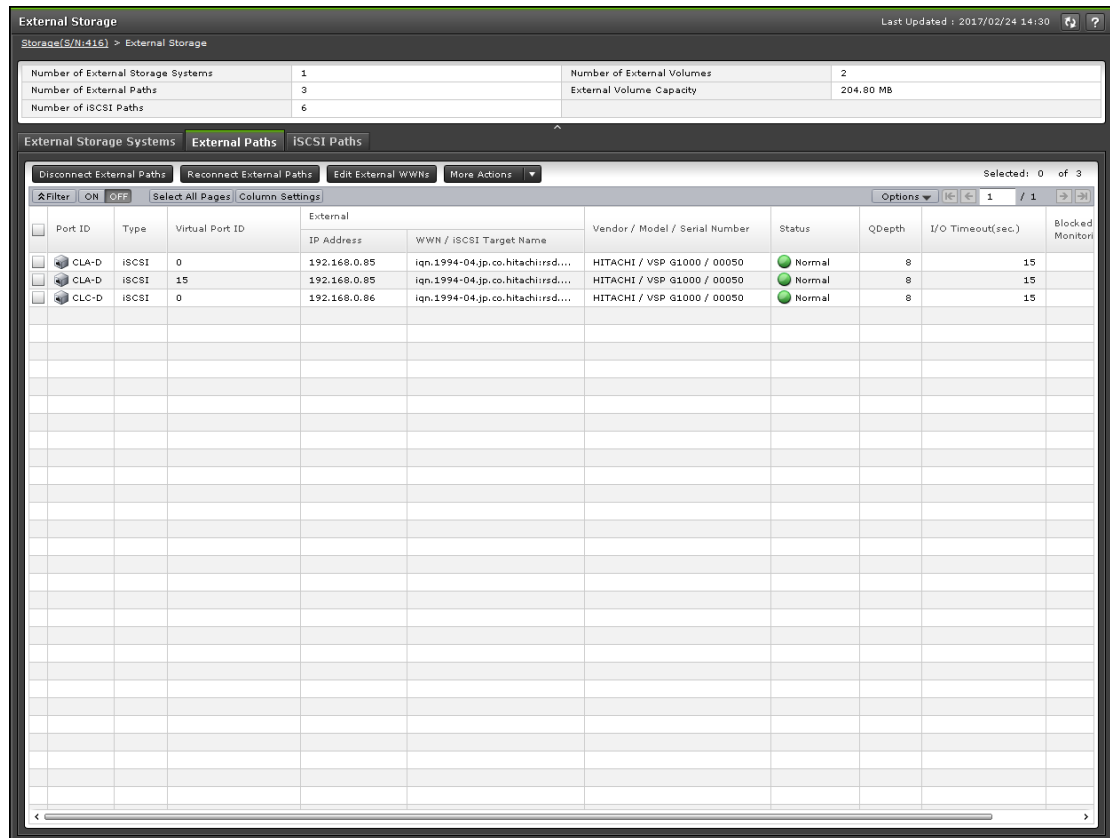 External Storage
Last Updated : 2017/02/24 14:30
?
Storage(S/N:416) > External Storage
Number of External Storage Systems 1 Number of External Volumes 2
Number of External Paths 3 External Volume Capacity 204.80 MB
Number of iSCSI Paths 6
External Storage Systems External Paths iSCSI Paths
Disconnect External Paths Reconnect External Paths Edit External WWNs More Actions Selected: 0 of 3
Filter ON OFF Select All Pages Column Settings Options 1 / 1
External
Port ID Type Virtual Port ID IP Address WWN / iSCSI Target Name Vendor / Model / Serial Number Status QDepth I/O Timeout(sec.) Blocked
Monitori
CLA-D iSCSI 0 192.168.0.85 iqn.1994-04.jp.co.hitachi:rsd.... HITACHI / VSP G1000 / 00050 Normal 8 15
CLA-D iSCSI 15 192.168.0.85 iqn.1994-04.jp.co.hitachi:rsd.... HITACHI / VSP G1000 / 00050 Normal 8 15
CLC-D iSCSI 0 192.168.0.86 iqn.1994-04.jp.co.hitachi:rsd.... HITACHI / VSP G1000 / 00050 Normal 8 15